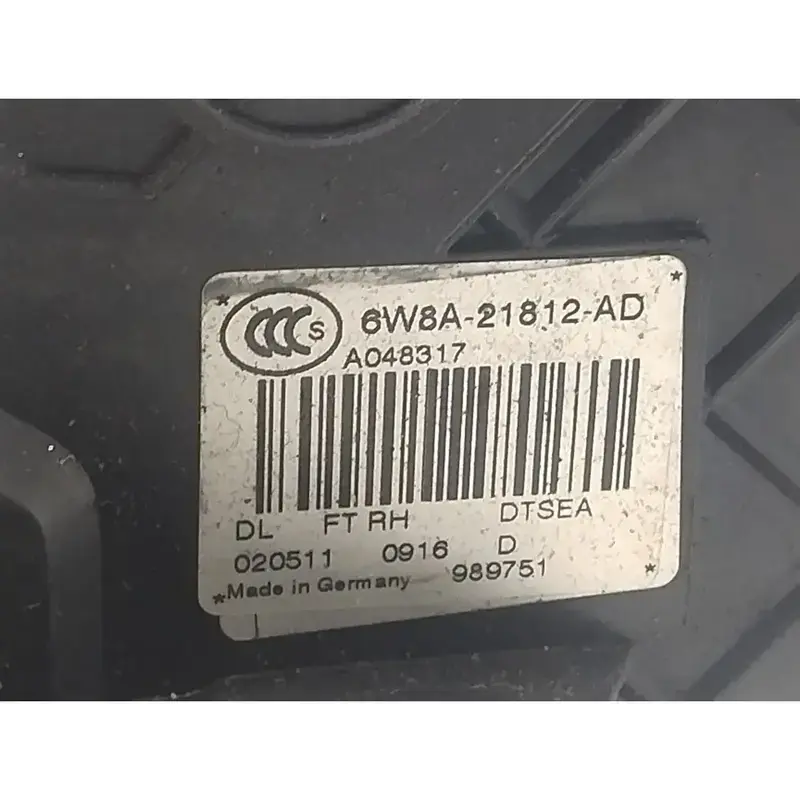 CCC S 6W8A-21812-AD
A048317
DL FT RH DTSEA
020511 0916 D
*Made in Germany 989751 *